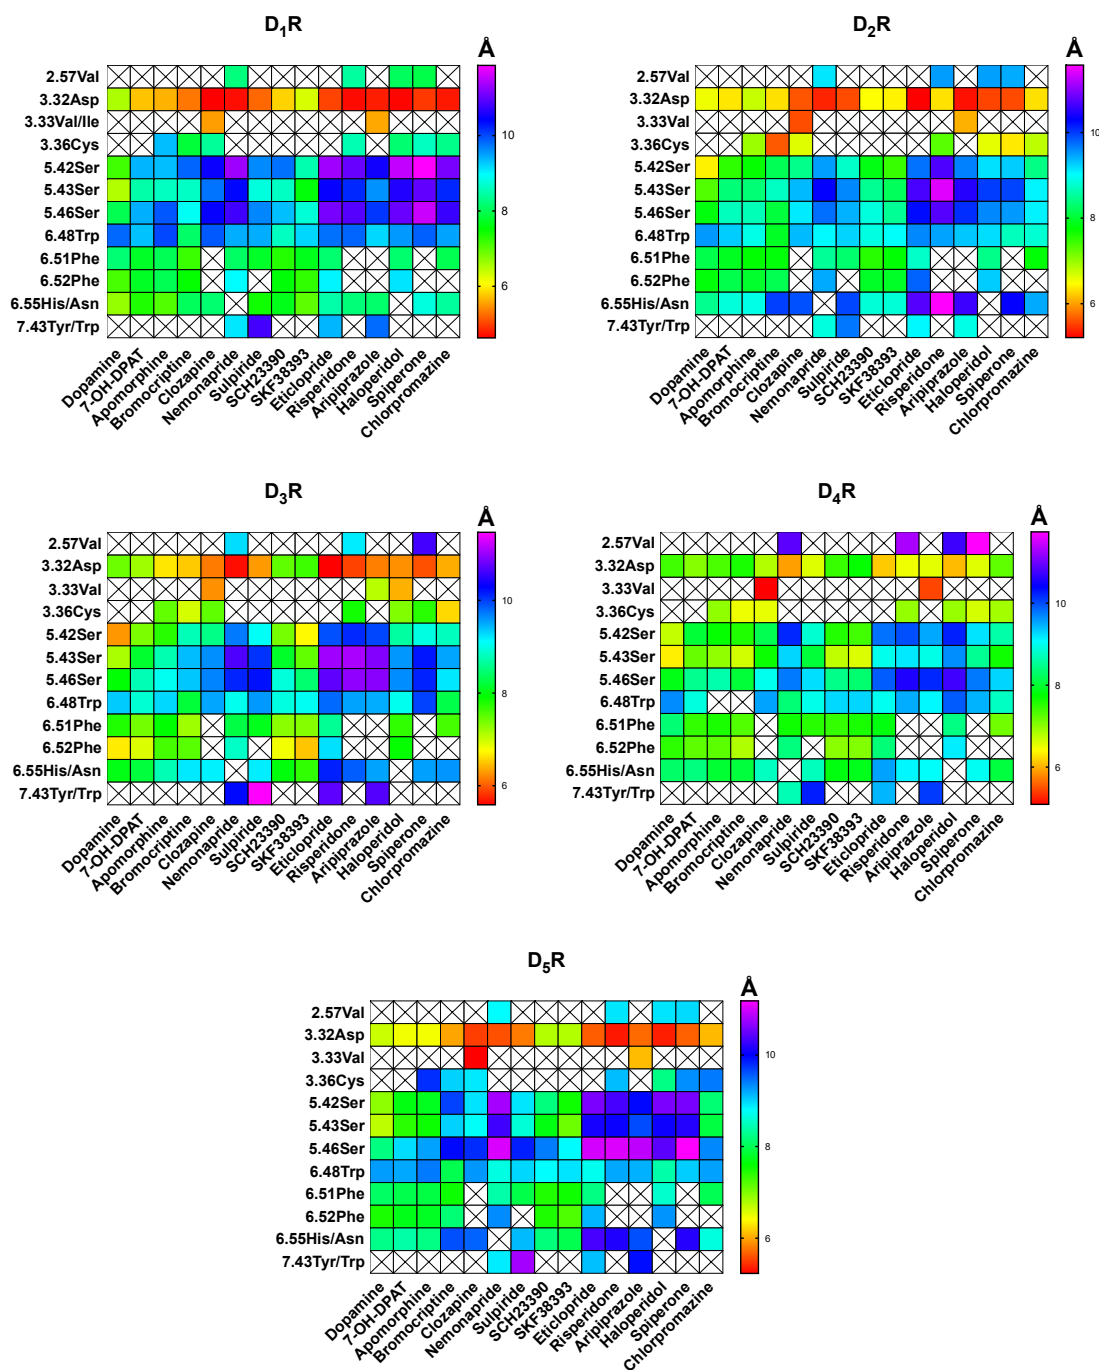 D₁R
Å
2.57Val
3.32Asp
3.33Val/Ile
3.36Cys
5.42Ser
5.43Ser
5.46Ser
6.48Trp
6.51Phe
6.52Phe
6.55His/Asn
7.43Tyr/Trp
10
8
6
Dopamine
7-OH-DPAT
Apomorphine
Bromocriptine
Clozapine
Nemonapride
Sulpiride
SCH23390
SKF38393
Eticlopride
Risperidone
Aripiprazole
Haloperidol
Spiperone
Chlorpromazine
D₂R
Å
2.57Val
3.32Asp
3.33Val
3.36Cys
5.42Ser
5.43Ser
5.46Ser
6.48Trp
6.51Phe
6.52Phe
6.55His/Asn
7.43Tyr/Trp
10
8
6
Dopamine
7-OH-DPAT
Apomorphine
Bromocriptine
Clozapine
Nemonapride
Sulpiride
SCH23390
SKF38393
Eticlopride
Risperidone
Aripiprazole
Haloperidol
Spiperone
Chlorpromazine
D₃R
Å
2.57Val
3.32Asp
3.33Val
3.36Cys
5.42Ser
5.43Ser
5.46Ser
6.48Trp
6.51Phe
6.52Phe
6.55His/Asn
7.43Tyr/Trp
10
8
6
Dopamine
7-OH-DPAT
Apomorphine
Bromocriptine
Clozapine
Nemonapride
Sulpiride
SCH23390
SKF38393
Eticlopride
Risperidone
Aripiprazole
Haloperidol
Spiperone
Chlorpromazine
D₄R
Å
2.57Val
3.32Asp
3.33Val
3.36Cys
5.42Ser
5.43Ser
5.46Ser
6.48Trp
6.51Phe
6.52Phe
6.55His/Asn
7.43Tyr/Trp
10
8
6
Dopamine
7-OH-DPAT
Apomorphine
Bromocriptine
Clozapine
Nemonapride
Sulpiride
SCH23390
SKF38393
Eticlopride
Risperidone
Aripiprazole
Haloperidol
Spiperone
Chlorpromazine
D₅R
Å
2.57Val
3.32Asp
3.33Val
3.36Cys
5.42Ser
5.43Ser
5.46Ser
6.48Trp
6.51Phe
6.52Phe
6.55His/Asn
7.43Tyr/Trp
10
8
6
Dopamine
7-OH-DPAT
Apomorphine
Bromocriptine
Clozapine
Nemonapride
Sulpiride
SCH23390
SKF38393
Eticlopride
Risperidone
Aripiprazole
Haloperidol
Spiperone
Chlorpromazine